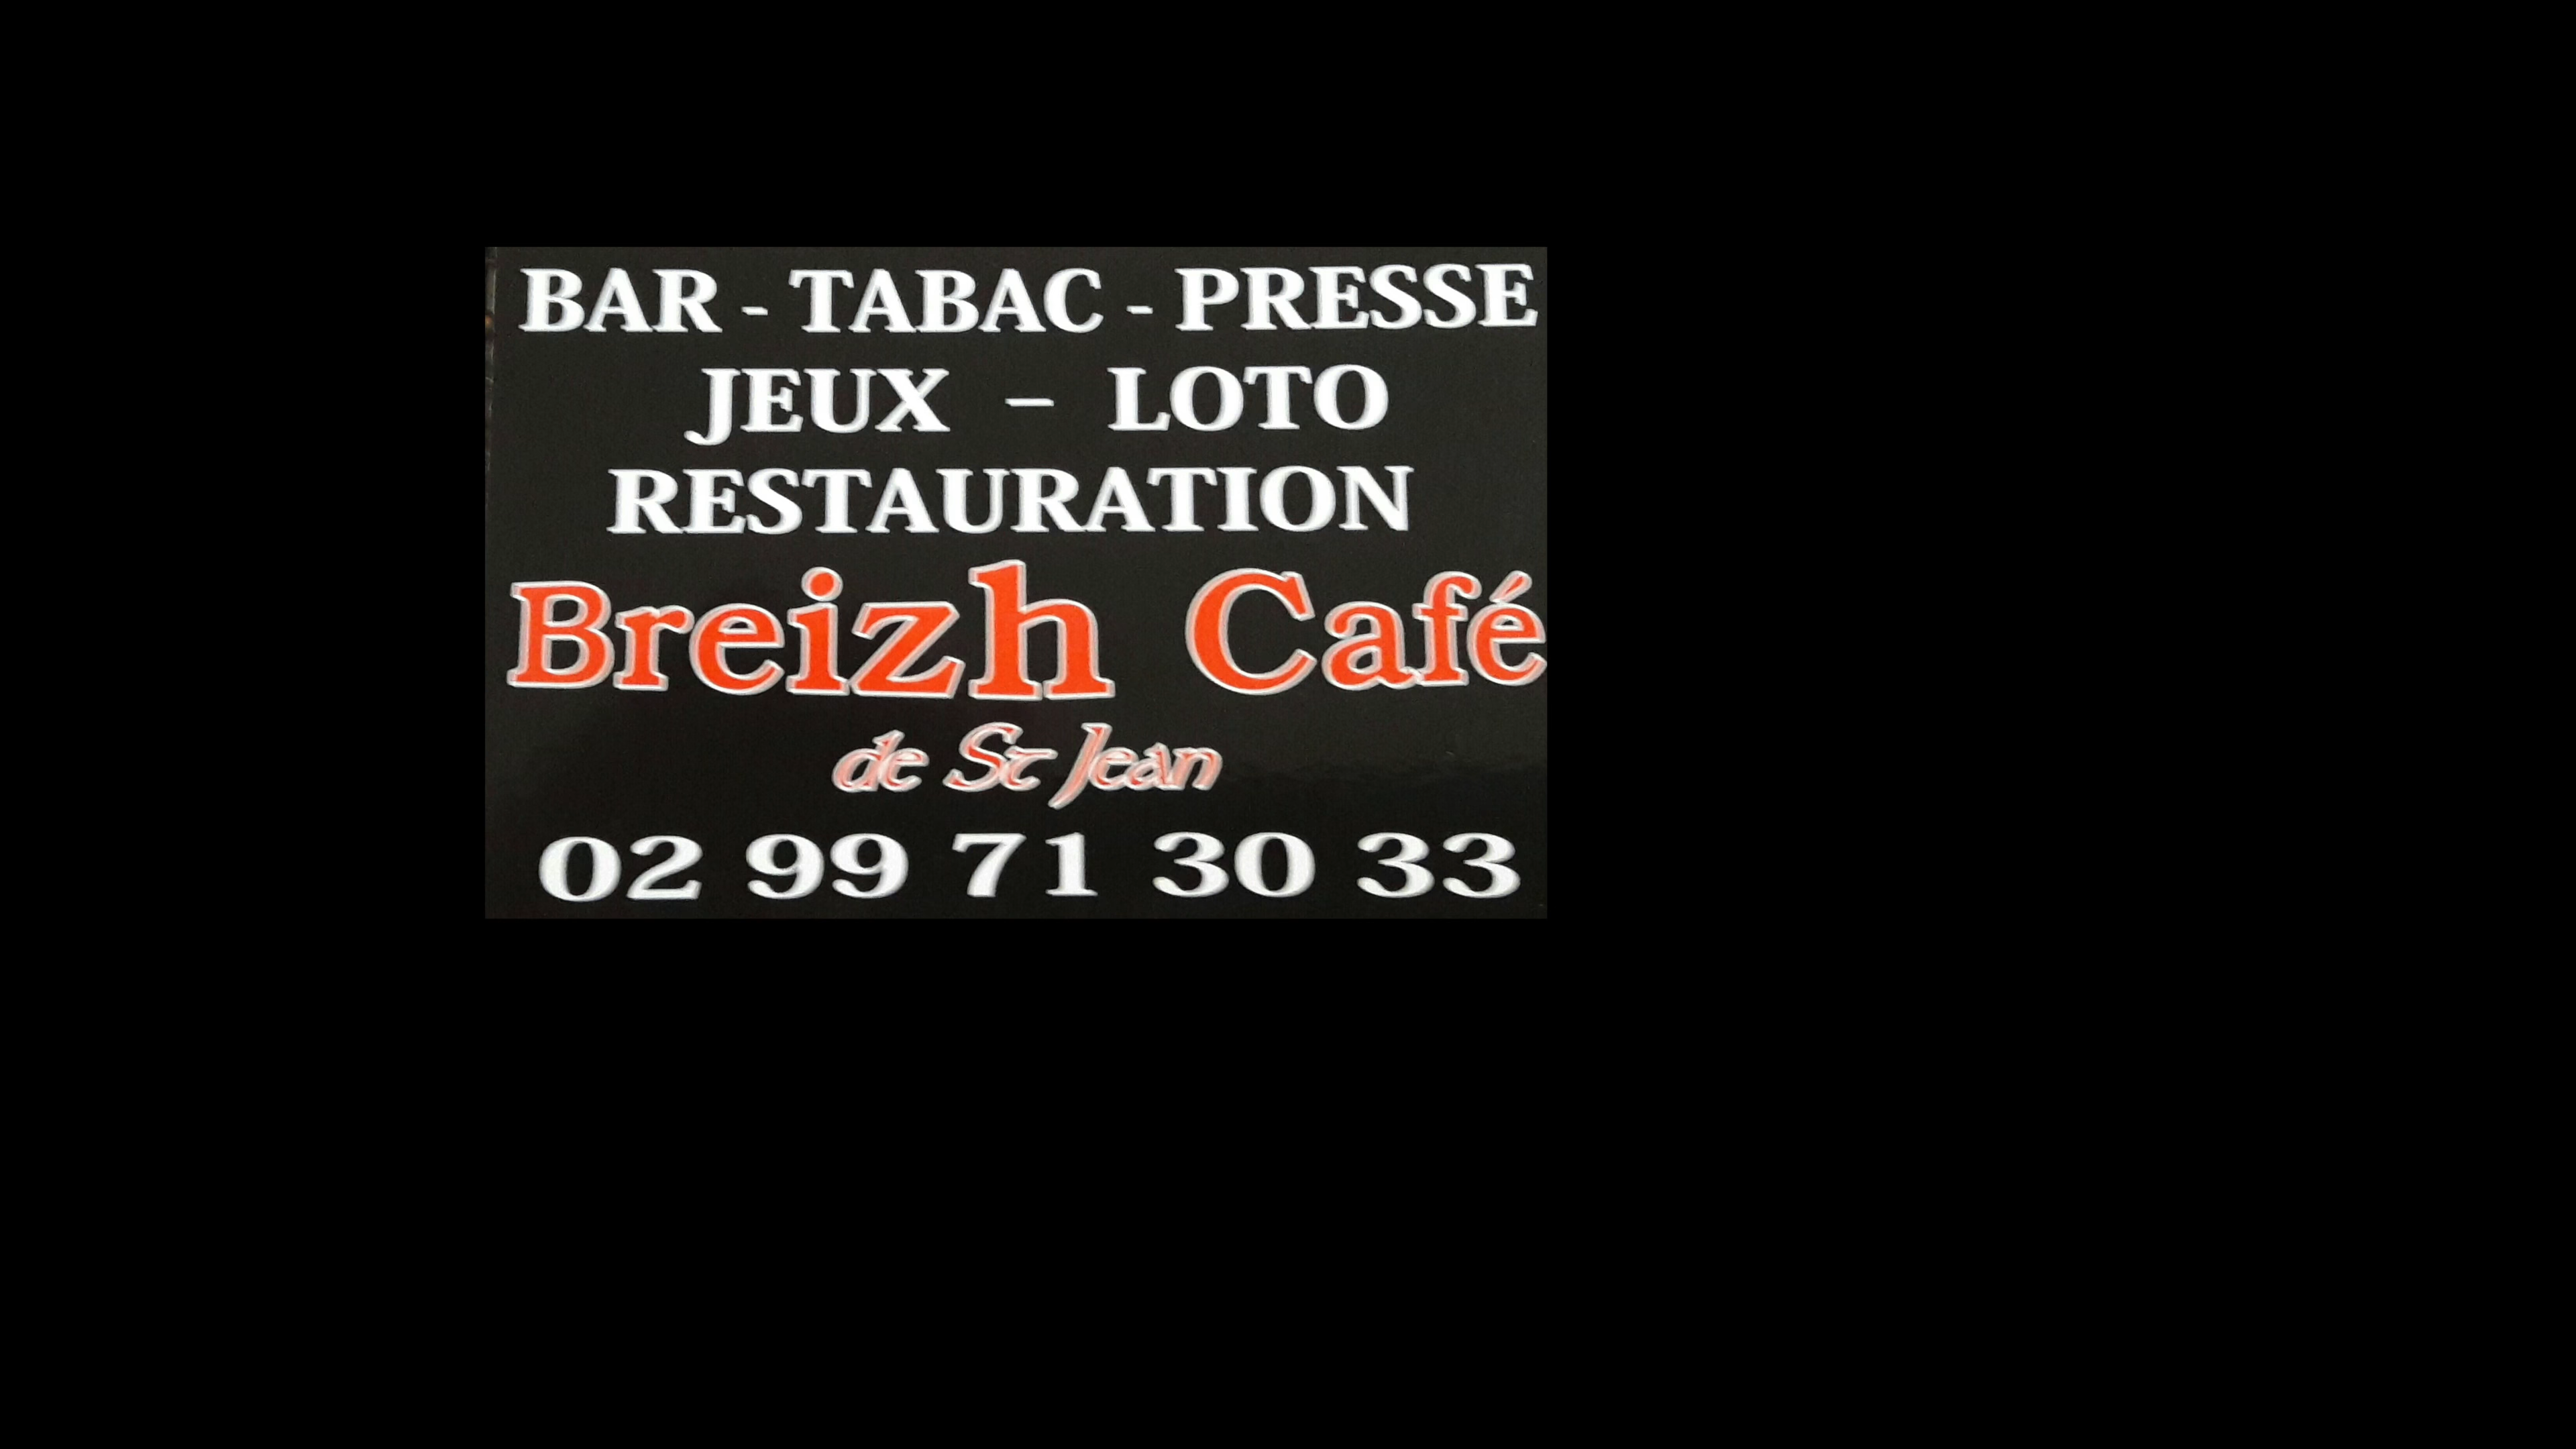 BAR - TABAC - PRESSE
JEUX - LOTO
RESTAURATION
Breizh Café
de St Jean
02 99 71 30 33